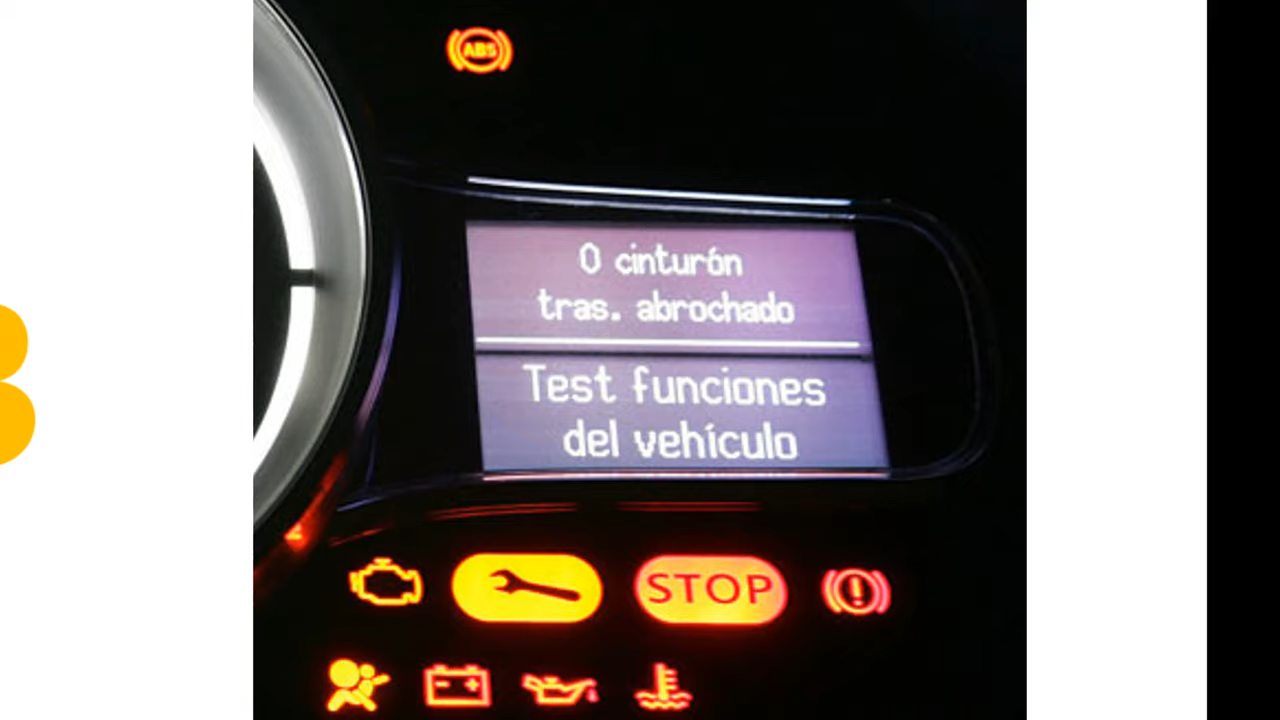 ABS
0 cinturón
tras. abrochado
Test funciones
del vehículo
STOP